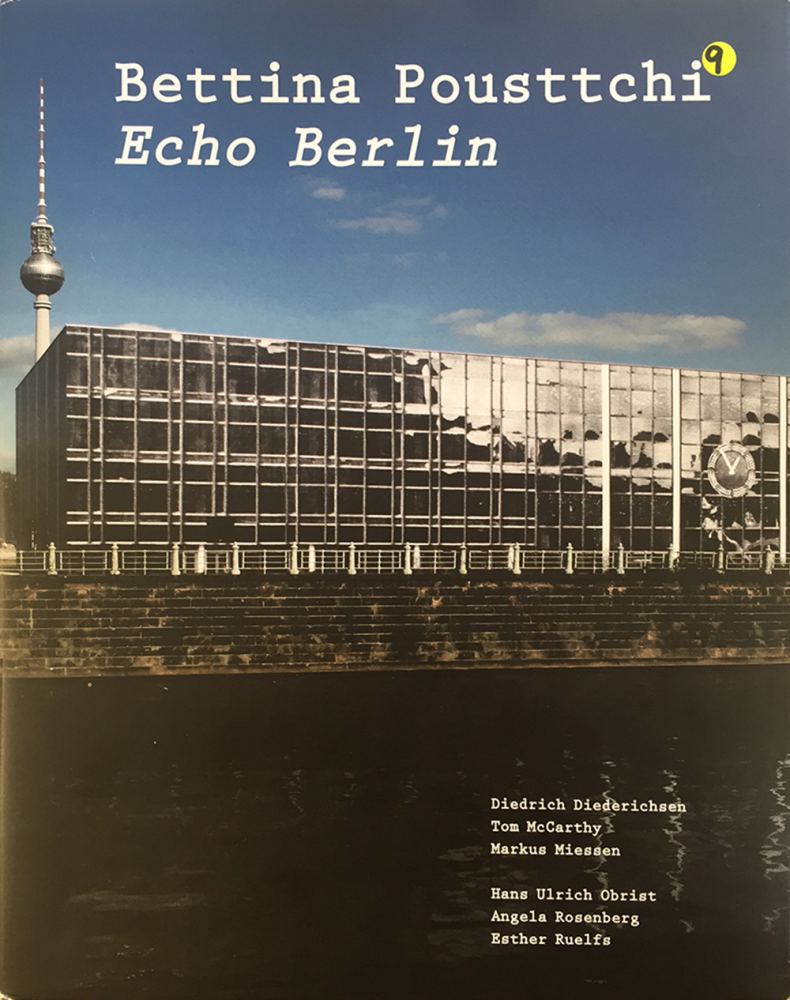 Bettina Pousttchi
9
Echo Berlin
Diedrich Diederichsen
Tom McCarthy
Markus Miessen
Hans Ulrich Obrist
Angela Rosenberg
Esther Ruelfs